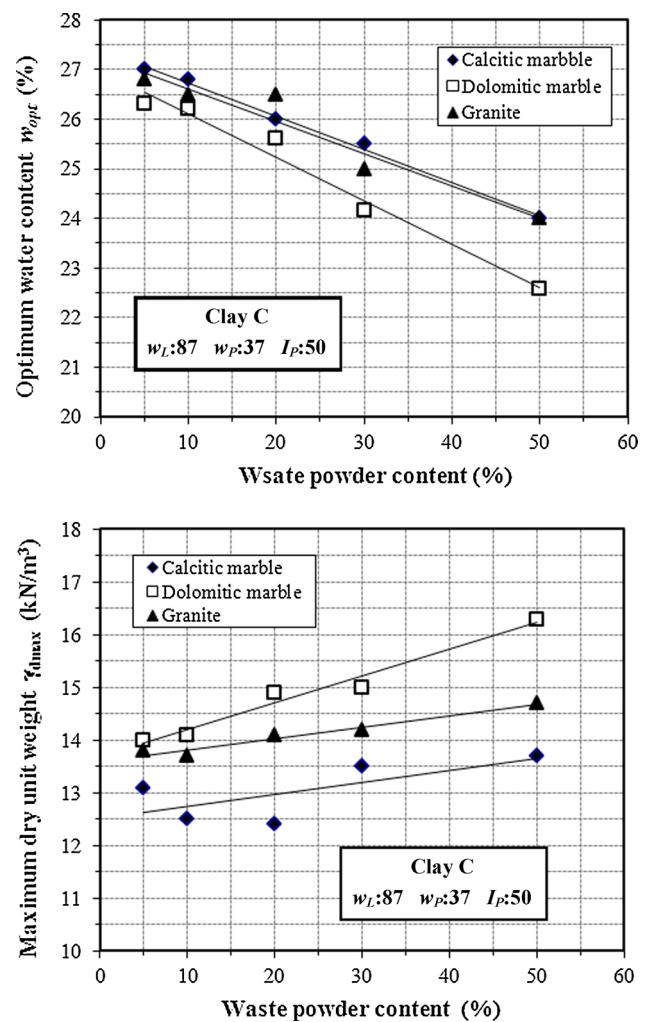 28
27
26
25
24
23
22
21
20
Optimum water content wopt (%)
Calcitic marbble
Dolomitic marble
Granite
Clay C
wL:87 wP:37 IP:50
0 10 20 30 40 50 60
Wsate powder content (%)
18
17
16
15
14
13
12
11
10
Maximum dry unit weight γdmax (kN/m³)
Calcitic marble
Dolomitic marble
Granite
Clay C
wL:87 wP:37 IP:50
0 10 20 30 40 50 60
Waste powder content (%)